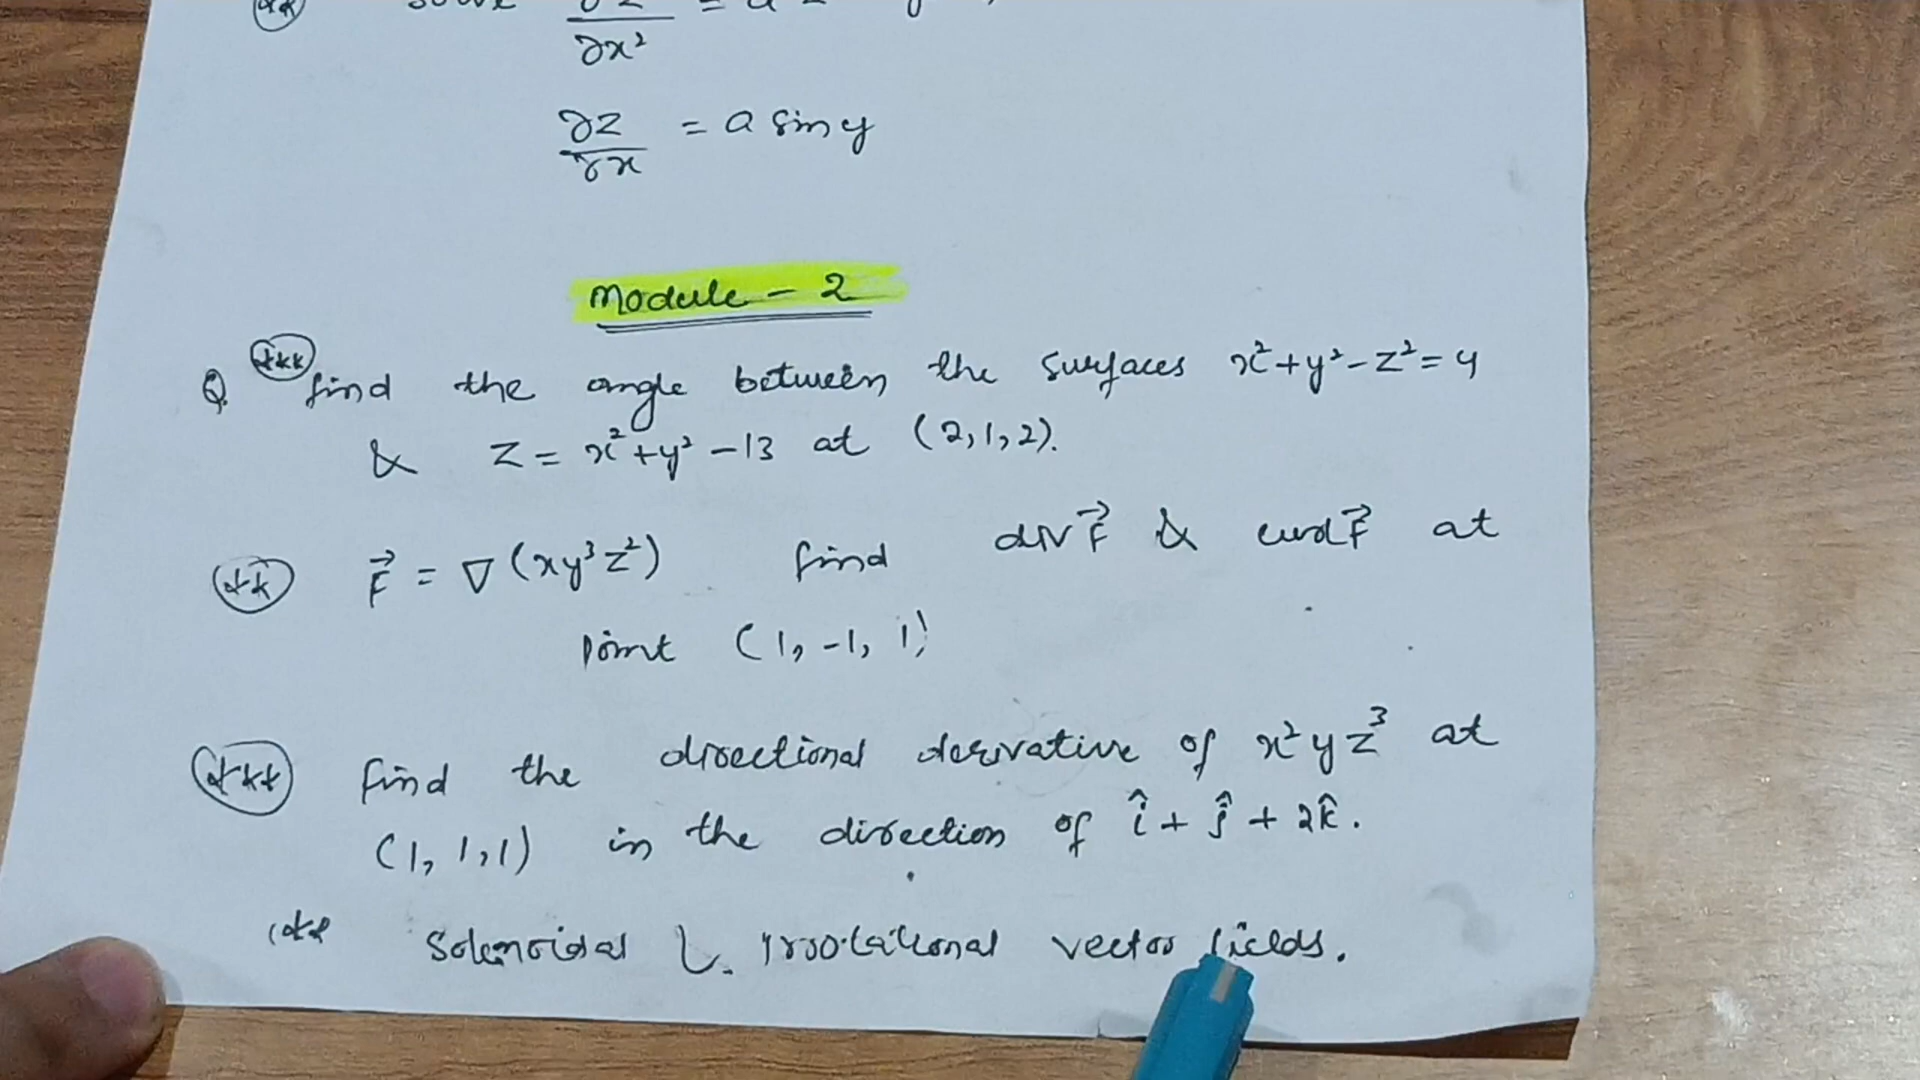 ∂x²
∂z/∂x = a sin y
Module - 2
Q. *** find the angle between the surfaces x²+y²-z²=4
& z = x²+y²-13 at (2,1,2).
** F⃗ = ∇(xy³z²) find div F⃗ & curl F⃗ at
point (1, -1, 1)
*** find the directional derivative of x²yz³ at
(1, 1, 1) in the direction of î + ĵ + 2k̂.
*** Solenoidal & irrotational vector fields.